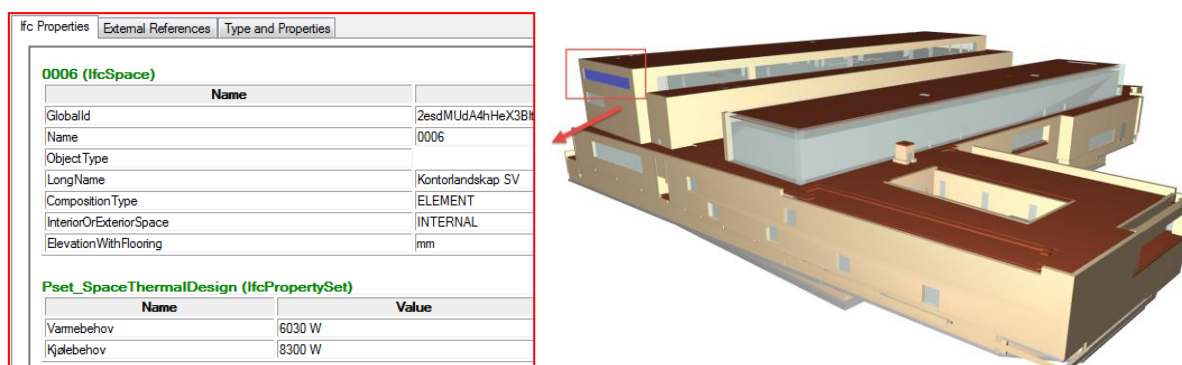 Ifc Properties External References Type and Properties
0006 (IfcSpace)
Name
GlobalId 2esdMUdA4hHeX3BIt
Name 0006
ObjectType
LongName Kontorlandskap SV
CompositionType ELEMENT
InteriorOrExteriorSpace INTERNAL
ElevationWithFlooring mm
Pset_SpaceThermalDesign (IfcPropertySet)
Name Value
Varmebehov 6030 W
Kjølebehov 8300 W